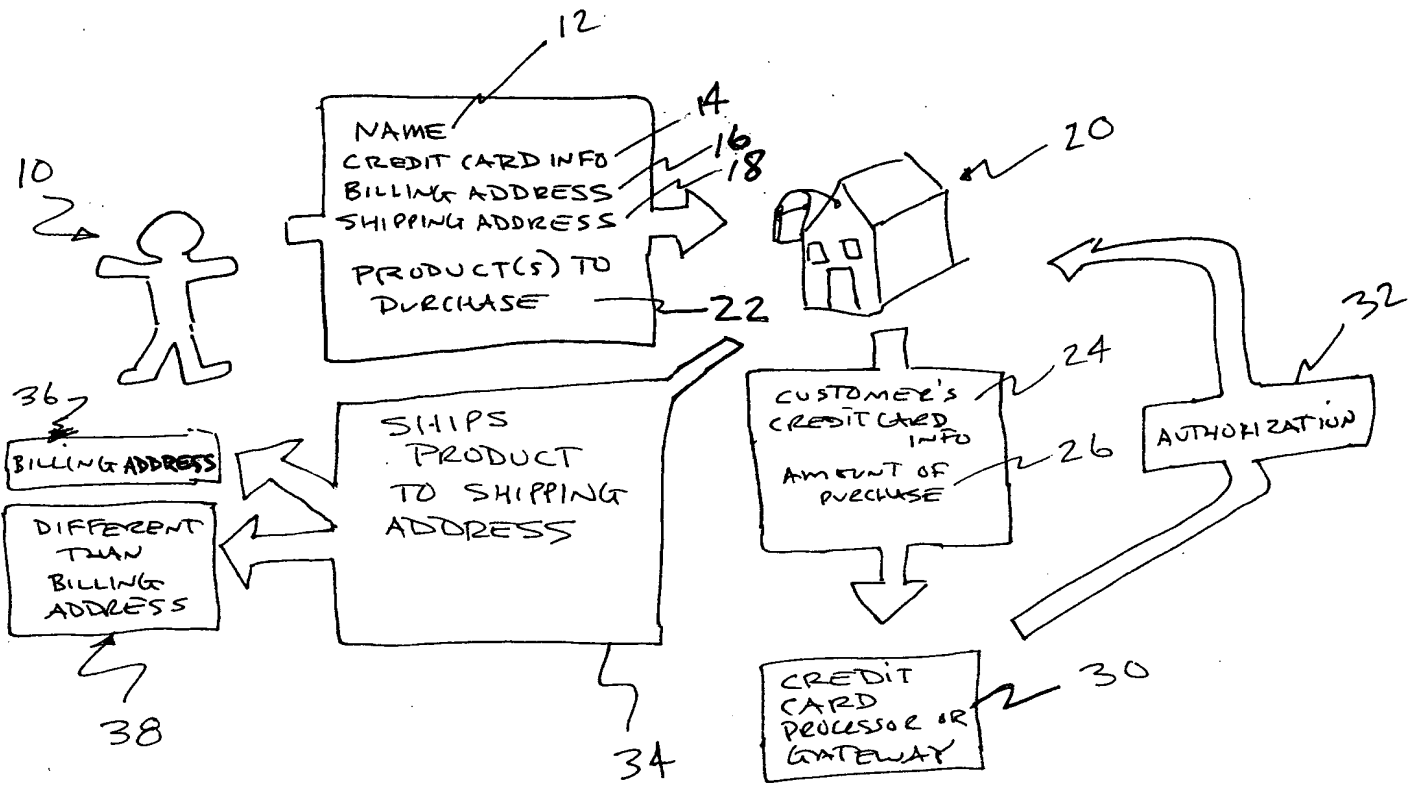 12
NAME
14
CREDIT CARD INFO
16
BILLING ADDRESS
18
SHIPPING ADDRESS
PRODUCT(S) TO
PURCHASE
22
10
20
32
24
CUSTOMER'S
CREDIT CARD
INFO
26
AMOUNT OF
PURCHASE
AUTHORIZATION
36
BILLING ADDRESS
DIFFERENT
THAN
BILLING
ADDRESS
38
SHIPS
PRODUCT
TO SHIPPING
ADDRESS
34
CREDIT
CARD
PROCESSOR OR
GATEWAY
30